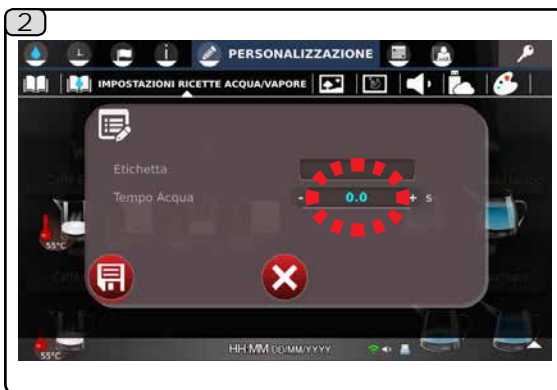 2
PERSONALIZZAZIONE
IMPOSTAZIONI RICETTE ACQUA/VAPORE
Etichetta
Tempo Acqua - 0.0 + s
55°C
55°C
HH:MM DD/MM/YYYY